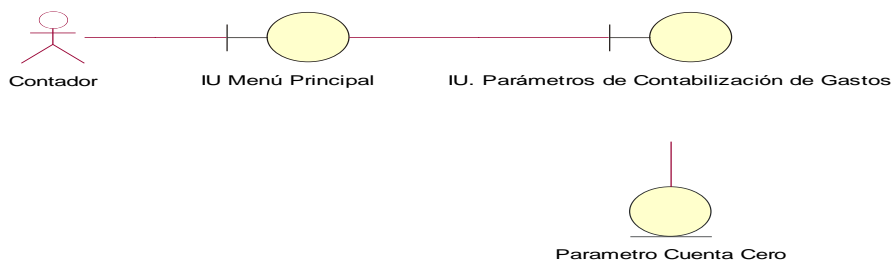 Contador
IU Menú Principal
IU. Parámetros de Contabilización de Gastos
Parametro Cuenta Cero